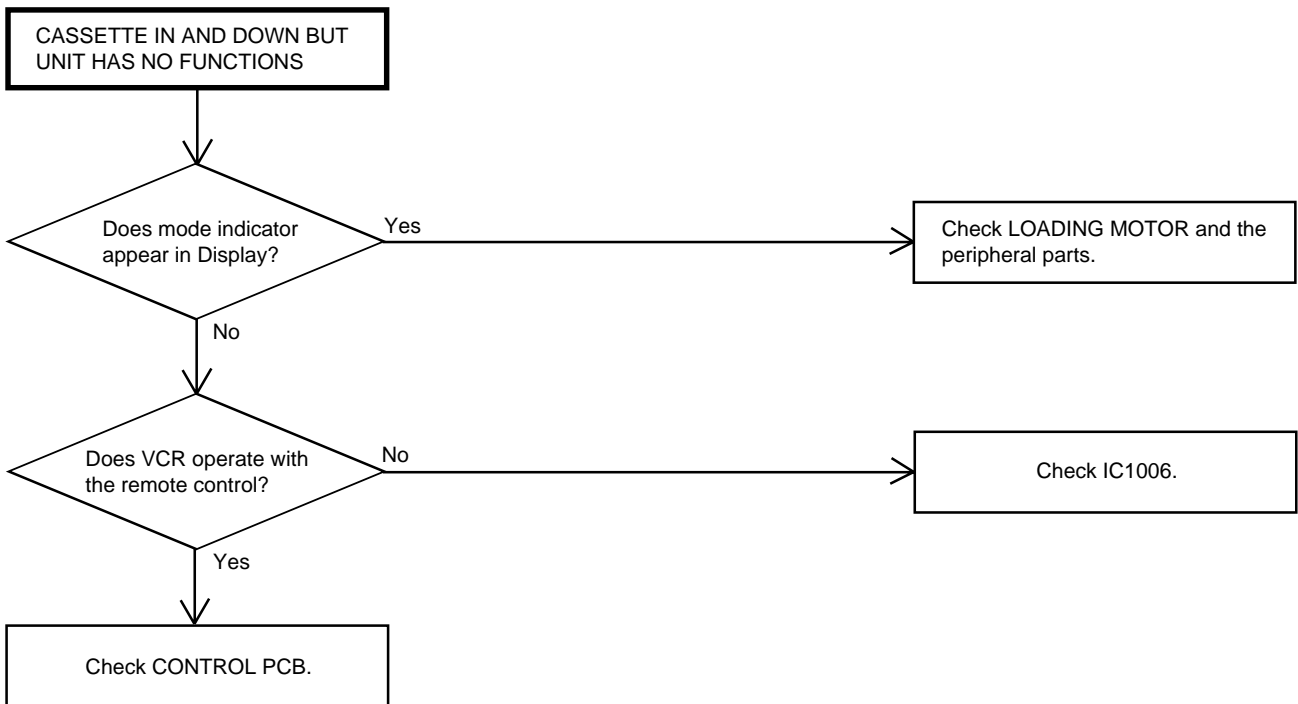 CASSETTE IN AND DOWN BUT
UNIT HAS NO FUNCTIONS
Does mode indicator
appear in Display?
Yes
Check LOADING MOTOR and the
peripheral parts.
No
Does VCR operate with
the remote control?
No
Check IC1006.
Yes
Check CONTROL PCB.